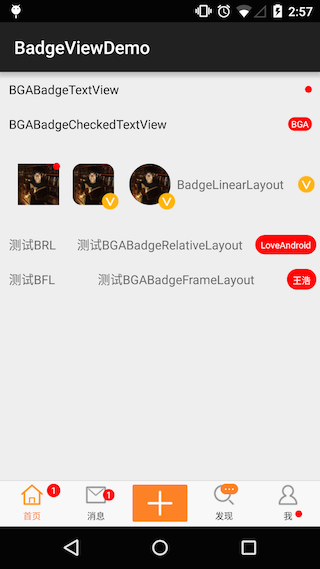 2:57
BadgeViewDemo
BGABadgeTextView
BGABadgeCheckedTextView BGA
BadgeLinearLayout V
V V
测试BRL 测试BGABadgeRelativeLayout LoveAndroid
测试BFL 测试BGABadgeFrameLayout 王浩
1 1
首页 消息 发现 我